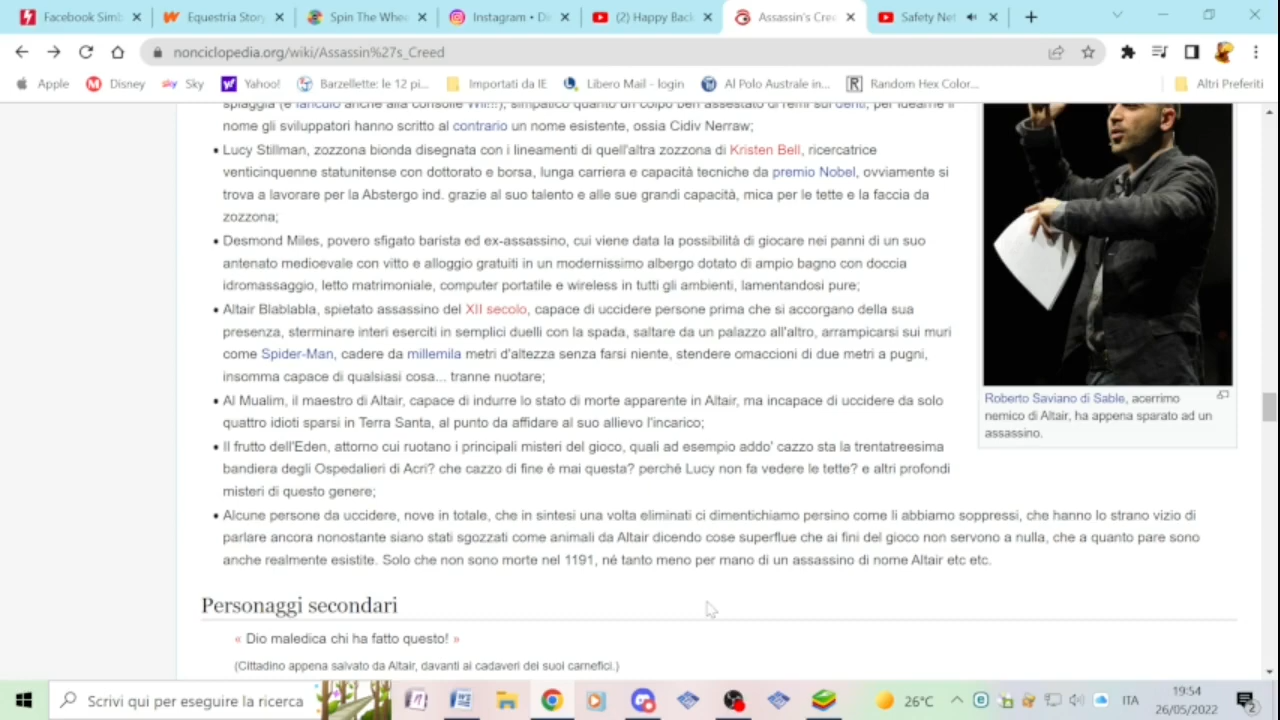 Facebook Simb
Equestria Story
Spin The Whee
Instagram • Di
(2) Happy Back
Assassin's Cree
Safety Net
nonciclopedia.org/wiki/Assassin%27s_Creed
Apple
Disney
Sky
Yahoo!
Barzellette: le 12 pi...
Importati da IE
Libero Mail - login
Al Polo Australe in...
Random Hex Color...
Altri Preferiti
nome gli sviluppatori hanno scritto al contrario un nome esistente, ossia Cidiv Nerraw;
• Lucy Stillman, zozzona bionda disegnata con i lineamenti di quell'altra zozzona di Kristen Bell, ricercatrice
venticinquenne statunitense con dottorato e borsa, lunga carriera e capacità tecniche da premio Nobel, ovviamente si
trova a lavorare per la Abstergo ind. grazie al suo talento e alle sue grandi capacità, mica per le tette e la faccia da
zozzona;
• Desmond Miles, povero sfigato barista ed ex-assassino, cui viene data la possibilità di giocare nei panni di un suo
antenato medioevale con vitto e alloggio gratuiti in un modernissimo albergo dotato di ampio bagno con doccia
idromassaggio, letto matrimoniale, computer portatile e wireless in tutti gli ambienti, lamentandosi pure;
• Altair Blablabla, spietato assassino del XII secolo, capace di uccidere persone prima che si accorgano della sua
presenza, sterminare interi eserciti in semplici duelli con la spada, saltare da un palazzo all'altro, arrampicarsi sui muri
come Spider-Man, cadere da millemila metri d'altezza senza farsi niente, stendere omaccioni di due metri a pugni,
insomma capace di qualsiasi cosa... tranne nuotare;
• Al Mualim, il maestro di Altair, capace di indurre lo stato di morte apparente in Altair, ma incapace di uccidere da solo
quattro idioti sparsi in Terra Santa, al punto da affidare al suo allievo l'incarico;
• Il frutto dell'Eden, attorno cui ruotano i principali misteri del gioco, quali ad esempio addo' cazzo sta la trentatreesima
bandiera degli Ospedalieri di Acri? che cazzo di fine è mai questa? perché Lucy non fa vedere le tette? e altri profondi
misteri di questo genere;
• Alcune persone da uccidere, nove in totale, che in sintesi una volta eliminati ci dimentichiamo persino come li abbiamo soppressi, che hanno lo strano vizio di
parlare ancora nonostante siano stati sgozzati come animali da Altair dicendo cose superflue che ai fini del gioco non servono a nulla, che a quanto pare sono
anche realmente esistite. Solo che non sono morte nel 1191, né tanto meno per mano di un assassino di nome Altair etc etc.
Roberto Saviano di Sable, acerrimo
nemico di Altair, ha appena sparato ad un
assassino.
Personaggi secondari
« Dio maledica chi ha fatto questo! »
(Cittadino appena salvato da Altair, davanti ai cadaveri dei suoi carnefici.)
Scrivi qui per eseguire la ricerca
26°C
ITA
19:54
26/05/2022
2